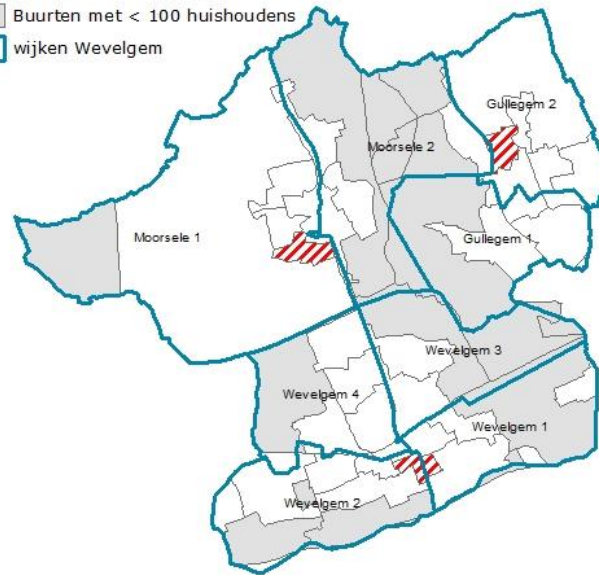 Buurten met < 100 huishoudens
wijken Wevelgem
Gullegem 2
Moorsele 2
Moorsele 1
Gullegem 1
Wevelgem 3
Wevelgem 4
Wevelgem 1
Wevelgem 2